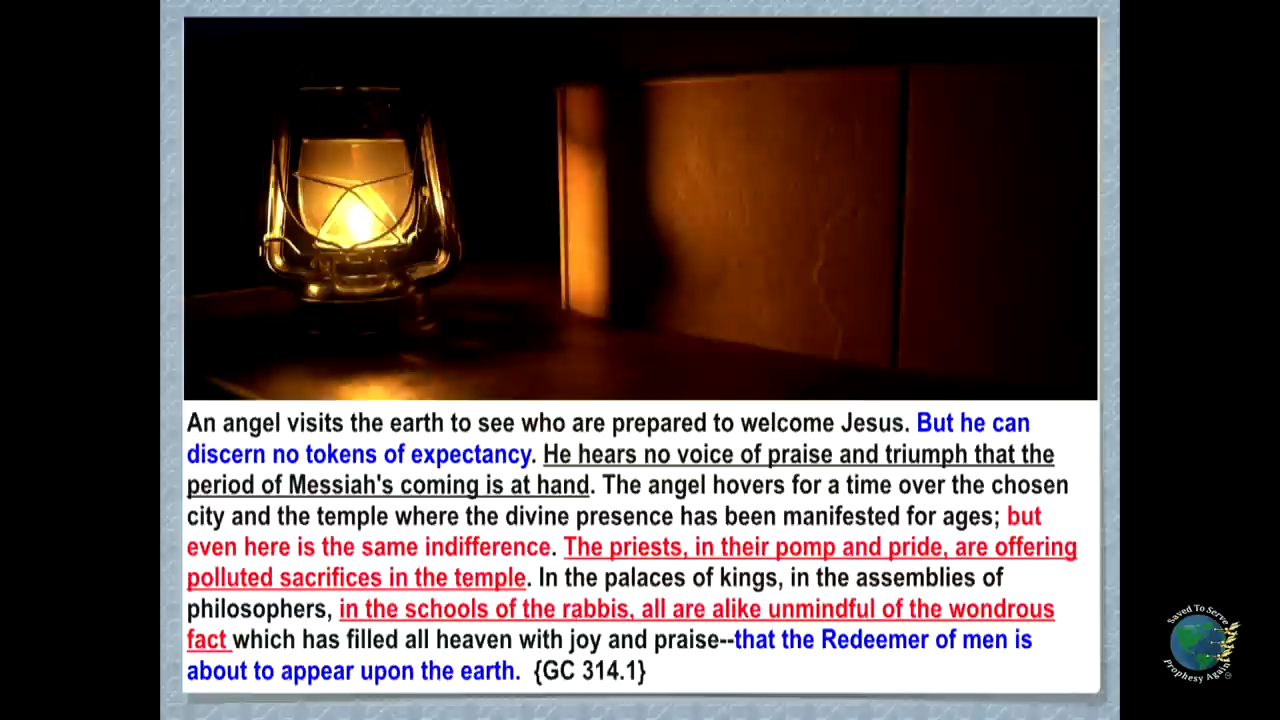 An angel visits the earth to see who are prepared to welcome Jesus. But he can
discern no tokens of expectancy. He hears no voice of praise and triumph that the
period of Messiah's coming is at hand. The angel hovers for a time over the chosen
city and the temple where the divine presence has been manifested for ages; but
even here is the same indifference. The priests, in their pomp and pride, are offering
polluted sacrifices in the temple. In the palaces of kings, in the assemblies of
philosophers, in the schools of the rabbis, all are alike unmindful of the wondrous
fact which has filled all heaven with joy and praise--that the Redeemer of men is
about to appear upon the earth. {GC 314.1}
Saved To Serve
Prophesy Again